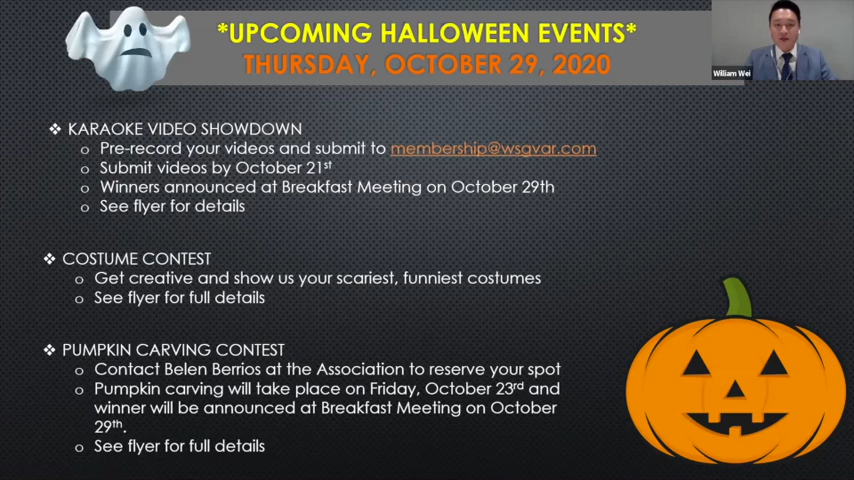 *UPCOMING HALLOWEEN EVENTS*
THURSDAY, OCTOBER 29, 2020
William Wei
❖ KARAOKE VIDEO SHOWDOWN
o Pre-record your videos and submit to membership@wsgvar.com
o Submit videos by October 21st
o Winners announced at Breakfast Meeting on October 29th
o See flyer for details
❖ COSTUME CONTEST
o Get creative and show us your scariest, funniest costumes
o See flyer for full details
❖ PUMPKIN CARVING CONTEST
o Contact Belen Berrios at the Association to reserve your spot
o Pumpkin carving will take place on Friday, October 23rd and
winner will be announced at Breakfast Meeting on October
29th.
o See flyer for full details